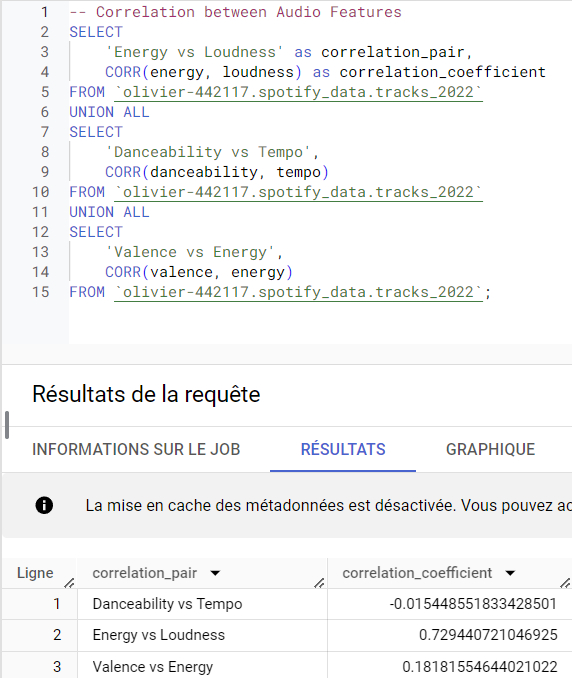 1 -- Correlation between Audio Features
2 SELECT
3 'Energy vs Loudness' as correlation_pair,
4 CORR(energy, loudness) as correlation_coefficient
5 FROM `olivier-442117.spotify_data.tracks_2022`
6 UNION ALL
7 SELECT
8 'Danceability vs Tempo',
9 CORR(danceability, tempo)
10 FROM `olivier-442117.spotify_data.tracks_2022`
11 UNION ALL
12 SELECT
13 'Valence vs Energy',
14 CORR(valence, energy)
15 FROM `olivier-442117.spotify_data.tracks_2022`;
Résultats de la requête
INFORMATIONS SUR LE JOB RÉSULTATS GRAPHIQUE
La mise en cache des métadonnées est désactivée. Vous pouvez ac
Ligne correlation_pair correlation_coefficient
1 Danceability vs Tempo -0.015448551833428501
2 Energy vs Loudness 0.729440721046925
3 Valence vs Energy 0.18181554644021022